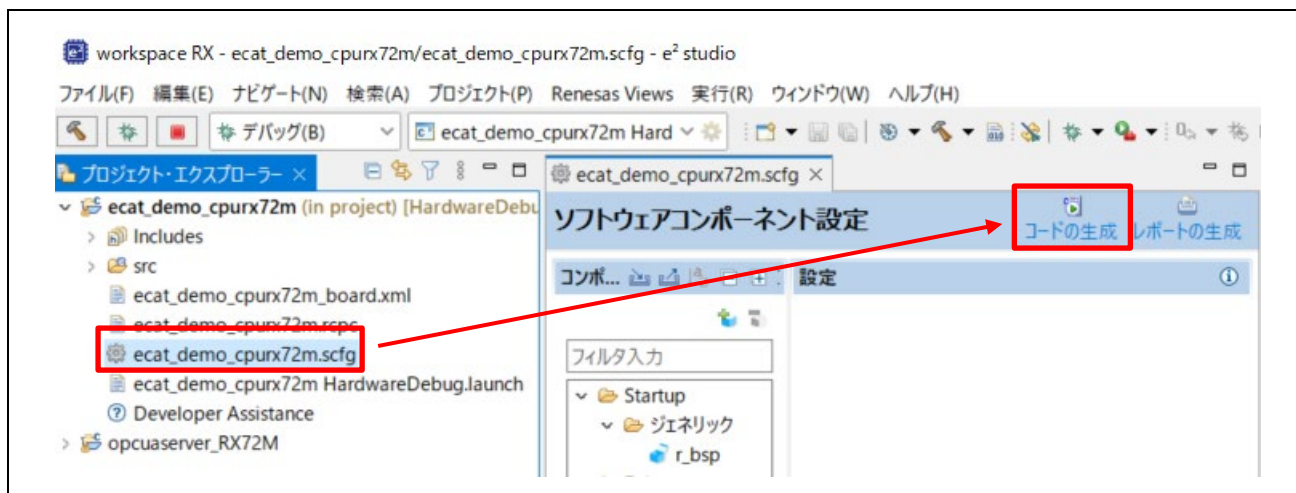 workspace RX - ecat_demo_cpurx72m/ecat_demo_cpurx72m.scfg - e² studio
ファイル(F) 編集(E) ナビゲート(N) 検索(A) プロジェクト(P) Renesas Views 実行(R) ウィンドウ(W) ヘルプ(H)
デバッグ(B) ecat_demo_cpurx72m Hard
プロジェクト・エクスプローラー
ecat_demo_cpurx72m.scfg
ecat_demo_cpurx72m (in project) [HardwareDebu
Includes
src
ecat_demo_cpurx72m_board.xml
ecat_demo_cpurx72m.rcpc
ecat_demo_cpurx72m.scfg
ecat_demo_cpurx72m HardwareDebug.launch
Developer Assistance
opcuaserver_RX72M
ソフトウェアコンポーネント設定
コードの生成 レポートの生成
コンポ... 設定
フィルタ入力
Startup
ジェネリック
r_bsp